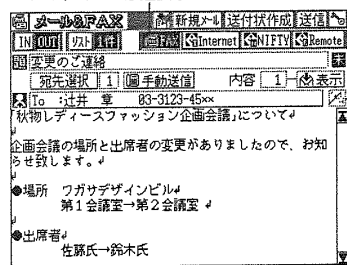 メール&FAX 新規メール 送付状作成 送信
IN OUT リスト 1件 FAX Internet NIFTY Remote
題 変更のご連絡
宛先選択 1 手動送信 内容 1 表示
To :辻井 章 03-3123-45××
「秋物レディースファッション企画会議」について↲
↲
企画会議の場所と出席者の変更がありましたので、お知
らせ致します。↲
↲
●場所 ワガサデザインビル↲
第1会議室→第2会議室 ↲
↲
●出席者↲
佐藤氏→鈴木氏